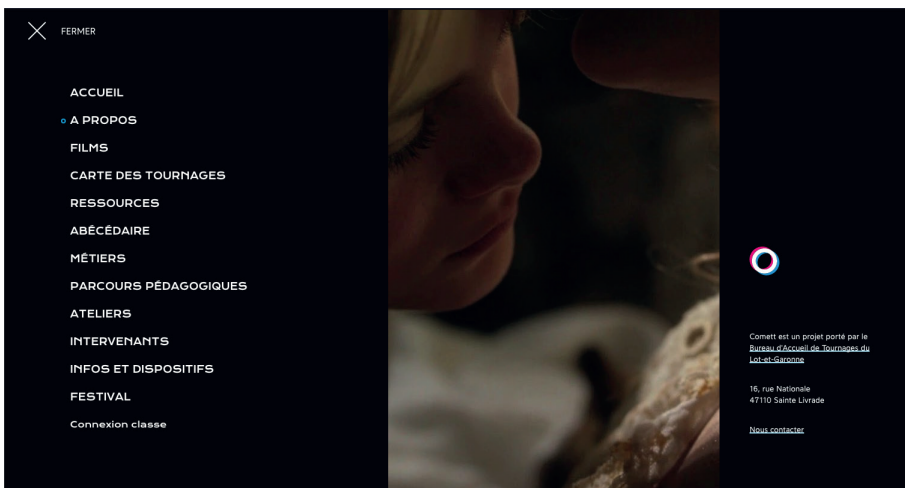 FERMER
ACCUEIL
A PROPOS
FILMS
CARTE DES TOURNAGES
RESSOURCES
ABÉCÉDAIRE
MÉTIERS
PARCOURS PÉDAGOGIQUES
ATELIERS
INTERVENANTS
INFOS ET DISPOSITIFS
FESTIVAL
Connexion classe
Comett est un projet porté par le
Bureau d'Accueil de Tournages du
Lot-et-Garonne
16, rue Nationale
47110 Sainte Livrade
Nous contacter